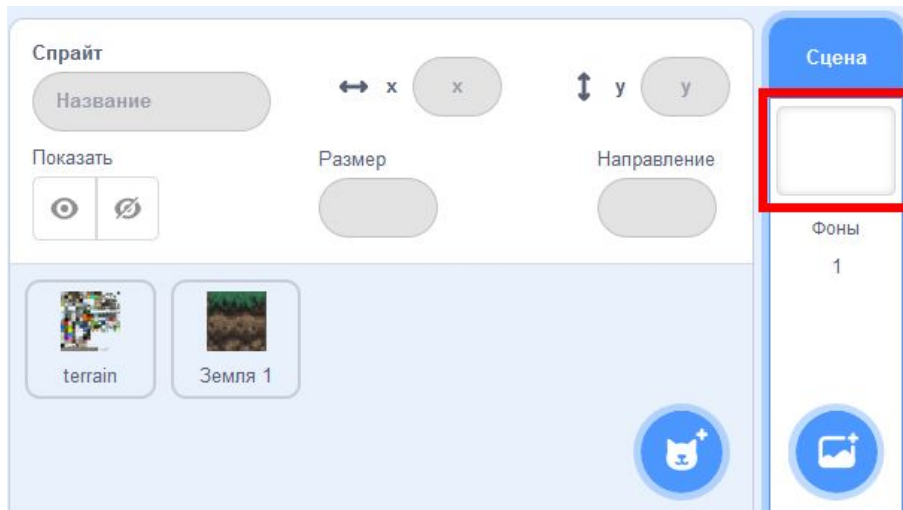 Спрайт
Название
x x
y y
Сцена
Показать
Размер
Направление
Фоны
1
terrain
Земля 1